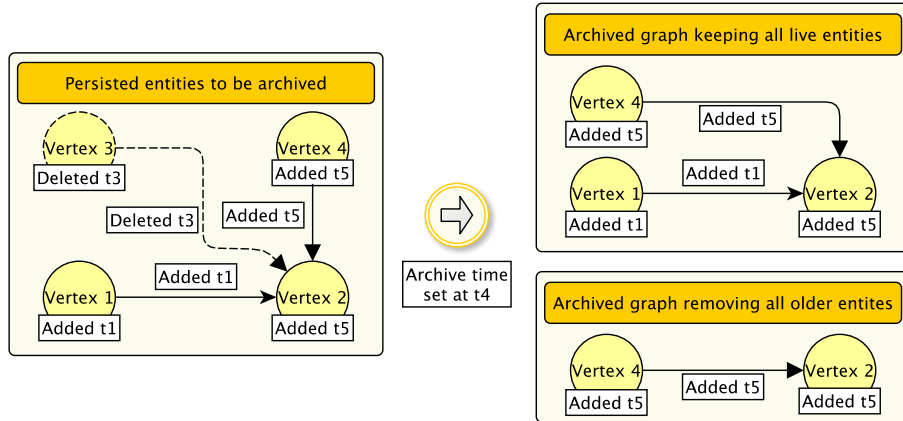 Persisted entities to be archived
Vertex 3
Deleted t3
Vertex 4
Added t5
Deleted t3
Added t5
Added t1
Vertex 1
Added t1
Vertex 2
Added t5
Archive time
set at t4
Archived graph keeping all live entities
Vertex 4
Added t5
Added t5
Vertex 1
Added t1
Added t1
Vertex 2
Added t5
Archived graph removing all older entites
Vertex 4
Added t5
Added t5
Vertex 2
Added t5